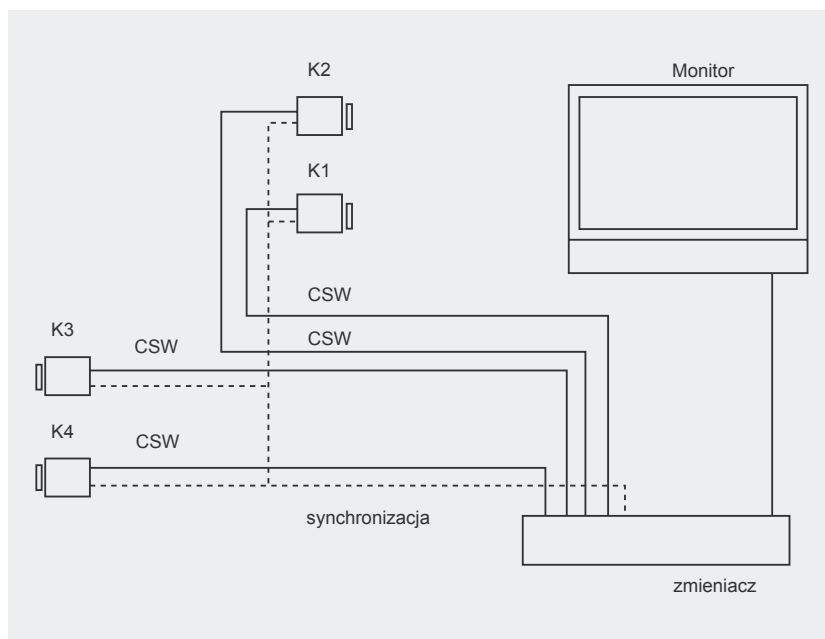 K2
Monitor
K1
CSW
K3
CSW
CSW
K4
CSW
synchronizacja
zmieniacz